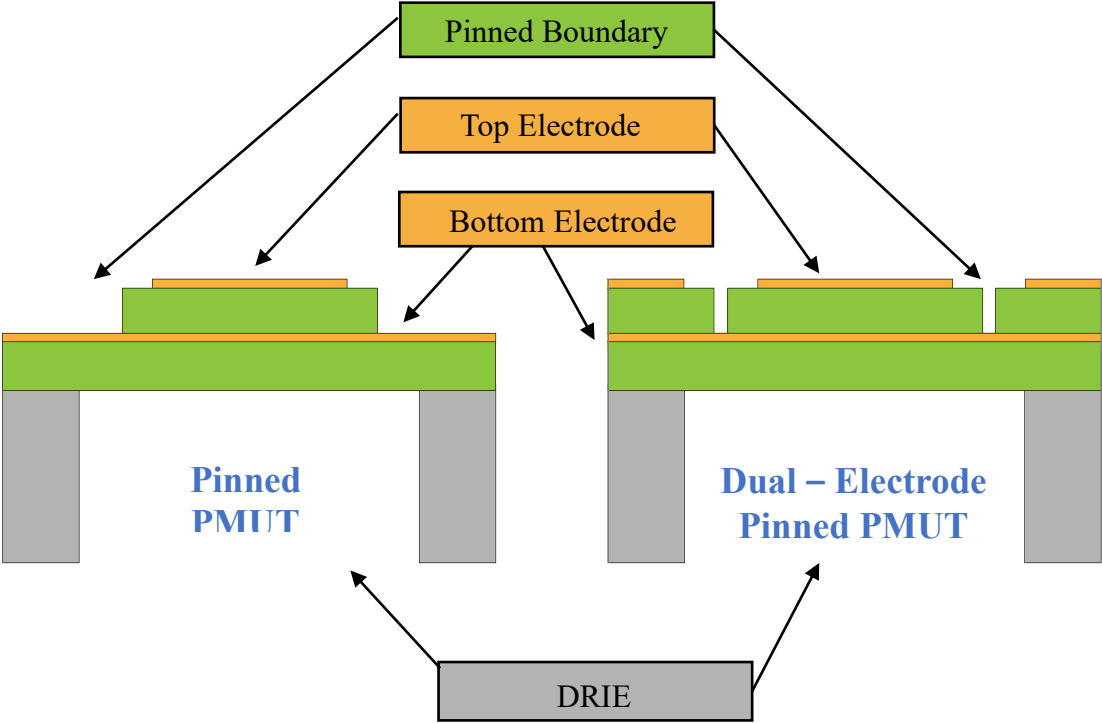 Pinned Boundary
Top Electrode
Bottom Electrode
Pinned
PMUT
Dual – Electrode
Pinned PMUT
DRIE